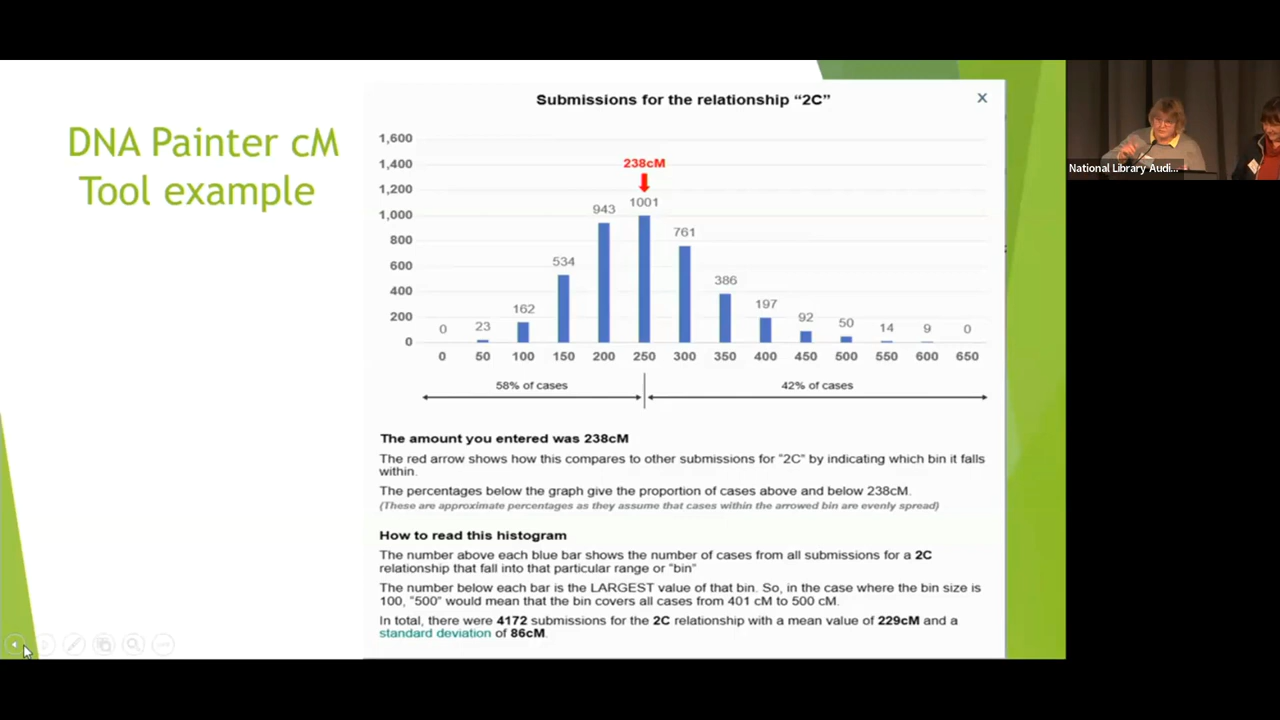 DNA Painter cM
Tool example
Submissions for the relationship “2C”
X
1,600
1,400
1,200
1,000
800
600
400
200
0
238cM
0
23
162
534
943
1001
761
386
197
92
50
14
9
0
0 50 100 150 200 250 300 350 400 450 500 550 600 650
58% of cases
42% of cases
The amount you entered was 238cM
The red arrow shows how this compares to other submissions for "2C" by indicating which bin it falls
within.
The percentages below the graph give the proportion of cases above and below 238cM.
(These are approximate percentages as they assume that cases within the arrowed bin are evenly spread)
How to read this histogram
The number above each blue bar shows the number of cases from all submissions for a 2C
relationship that fall into that particular range or “bin”
The number below each bar is the LARGEST value of that bin. So, in the case where the bin size is
100, “500” would mean that the bin covers all cases from 401 cM to 500 cM.
In total, there were 4172 submissions for the 2C relationship with a mean value of 229cM and a
standard deviation of 86cM.
National Library Audi...